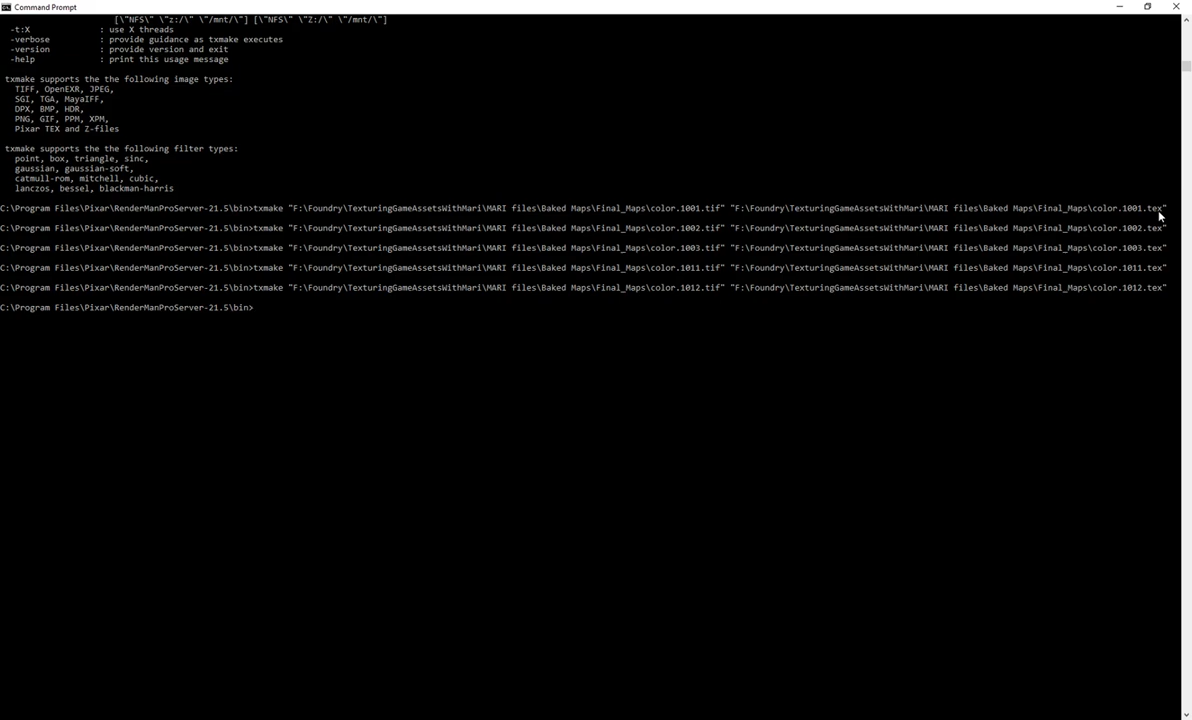 Command Prompt
[\"NFS\" \"z:/\" \"/mnt/\"] [\"NFS\" \"Z:/\" \"/mnt/\"]
-t:X : use X threads
-verbose : provide guidance as txmake executes
-version : provide version and exit
-help : print this usage message
txmake supports the the following image types:
TIFF, OpenEXR, JPEG,
SGI, TGA, MayaIFF,
DPX, BMP, HDR,
PNG, GIF, PPM, XPM,
Pixar TEX and Z-files
txmake supports the the following filter types:
point, box, triangle, sinc,
gaussian, gaussian-soft,
catmull-rom, mitchell, cubic,
lanczos, bessel, blackman-harris
C:\Program Files\Pixar\RenderManProServer-21.5\bin>txmake "F:\Foundry\TexturingGameAssetsWithMari\MARI files\Baked Maps\Final_Maps\color.1001.tif" "F:\Foundry\TexturingGameAssetsWithMari\MARI files\Baked Maps\Final_Maps\color.1001.tex"
C:\Program Files\Pixar\RenderManProServer-21.5\bin>txmake "F:\Foundry\TexturingGameAssetsWithMari\MARI files\Baked Maps\Final_Maps\color.1002.tif" "F:\Foundry\TexturingGameAssetsWithMari\MARI files\Baked Maps\Final_Maps\color.1002.tex"
C:\Program Files\Pixar\RenderManProServer-21.5\bin>txmake "F:\Foundry\TexturingGameAssetsWithMari\MARI files\Baked Maps\Final_Maps\color.1003.tif" "F:\Foundry\TexturingGameAssetsWithMari\MARI files\Baked Maps\Final_Maps\color.1003.tex"
C:\Program Files\Pixar\RenderManProServer-21.5\bin>txmake "F:\Foundry\TexturingGameAssetsWithMari\MARI files\Baked Maps\Final_Maps\color.1011.tif" "F:\Foundry\TexturingGameAssetsWithMari\MARI files\Baked Maps\Final_Maps\color.1011.tex"
C:\Program Files\Pixar\RenderManProServer-21.5\bin>txmake "F:\Foundry\TexturingGameAssetsWithMari\MARI files\Baked Maps\Final_Maps\color.1012.tif" "F:\Foundry\TexturingGameAssetsWithMari\MARI files\Baked Maps\Final_Maps\color.1012.tex"
C:\Program Files\Pixar\RenderManProServer-21.5\bin>